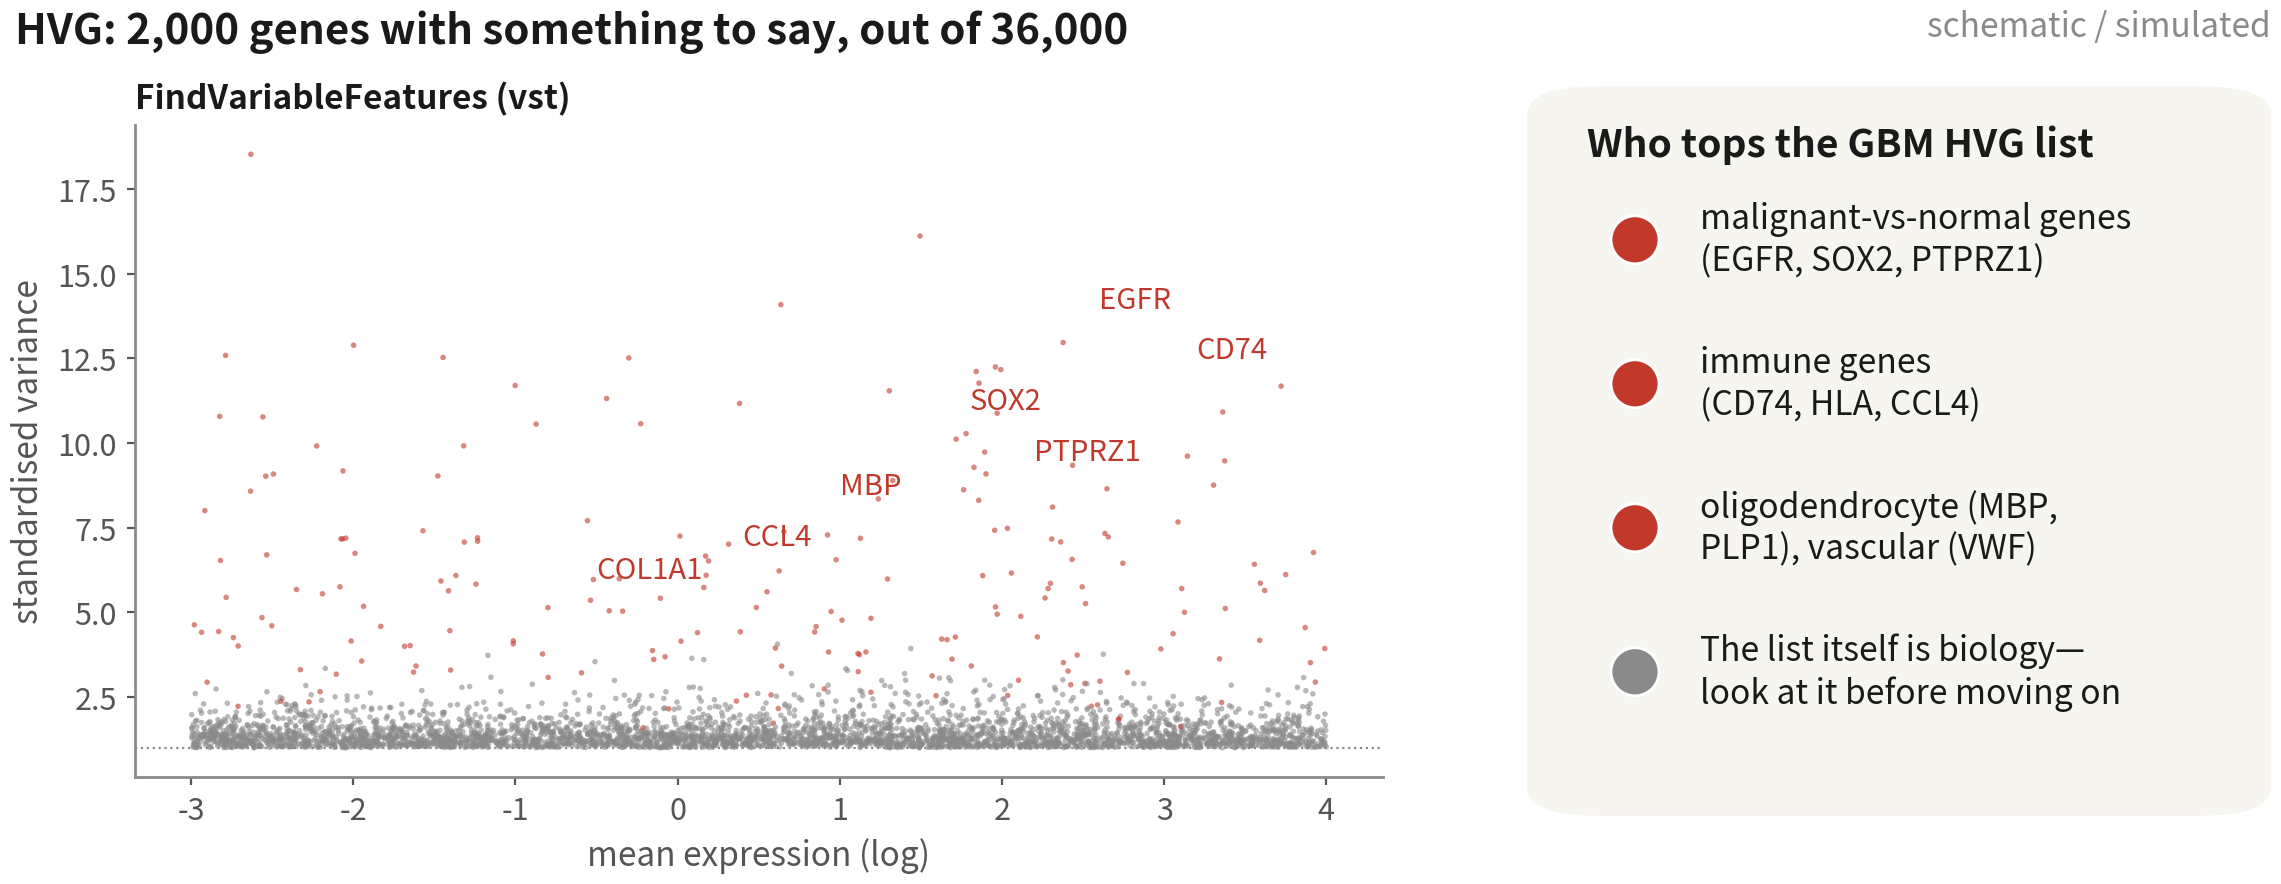 HVG: 2,000 genes with something to say, out of 36,000
schematic / simulated
FindVariableFeatures (vst)
standardised variance
17.5
15.0
12.5
10.0
7.5
5.0
2.5
EGFR
CD74
SOX2
PTPRZ1
MBP
CCL4
COL1A1
-3
-2
-1
0
1
2
3
4
mean expression (log)
Who tops the GBM HVG list
malignant-vs-normal genes
(EGFR, SOX2, PTPRZ1)
immune genes
(CD74, HLA, CCL4)
oligodendrocyte (MBP,
PLP1), vascular (VWF)
The list itself is biology—
look at it before moving on